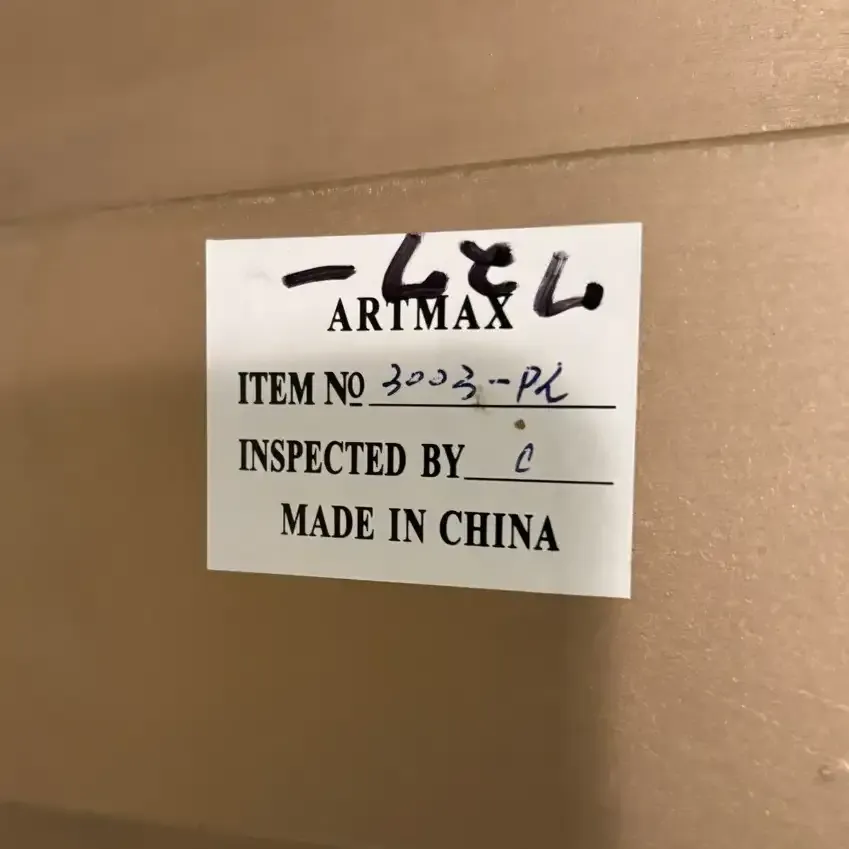 ARTMAX
ITEM Nº 3003-PL
INSPECTED BY C
MADE IN CHINA